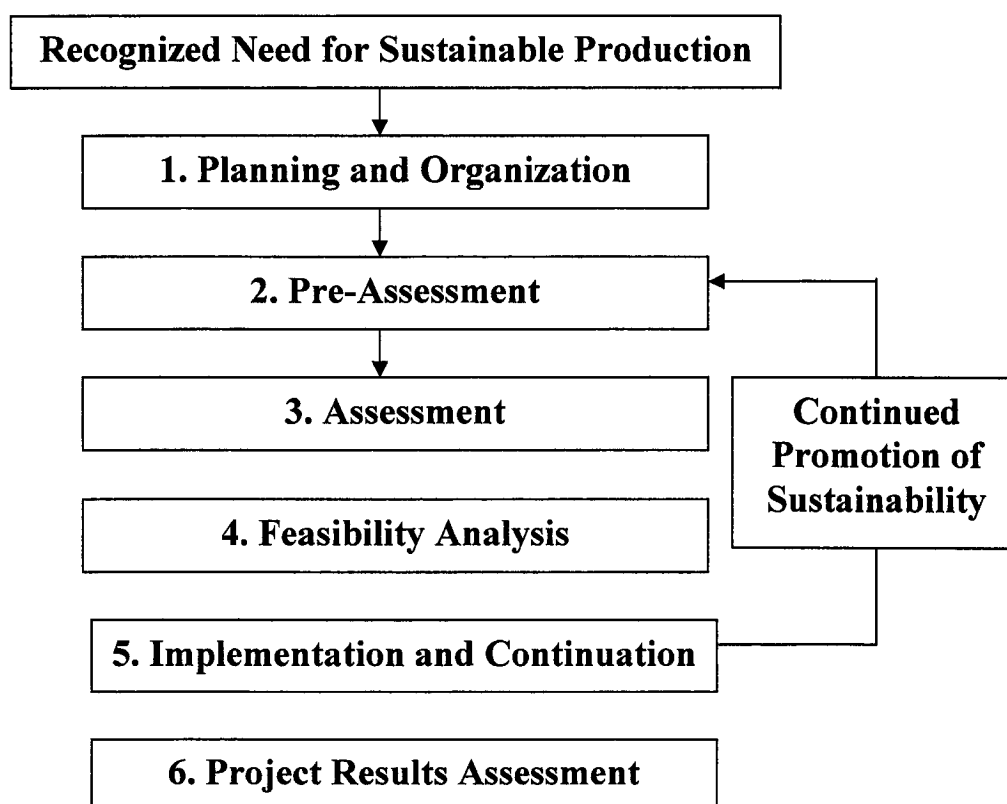 Recognized Need for Sustainable Production
1. Planning and Organization
2. Pre-Assessment
3. Assessment
Continued
Promotion of
Sustainability
4. Feasibility Analysis
5. Implementation and Continuation
6. Project Results Assessment